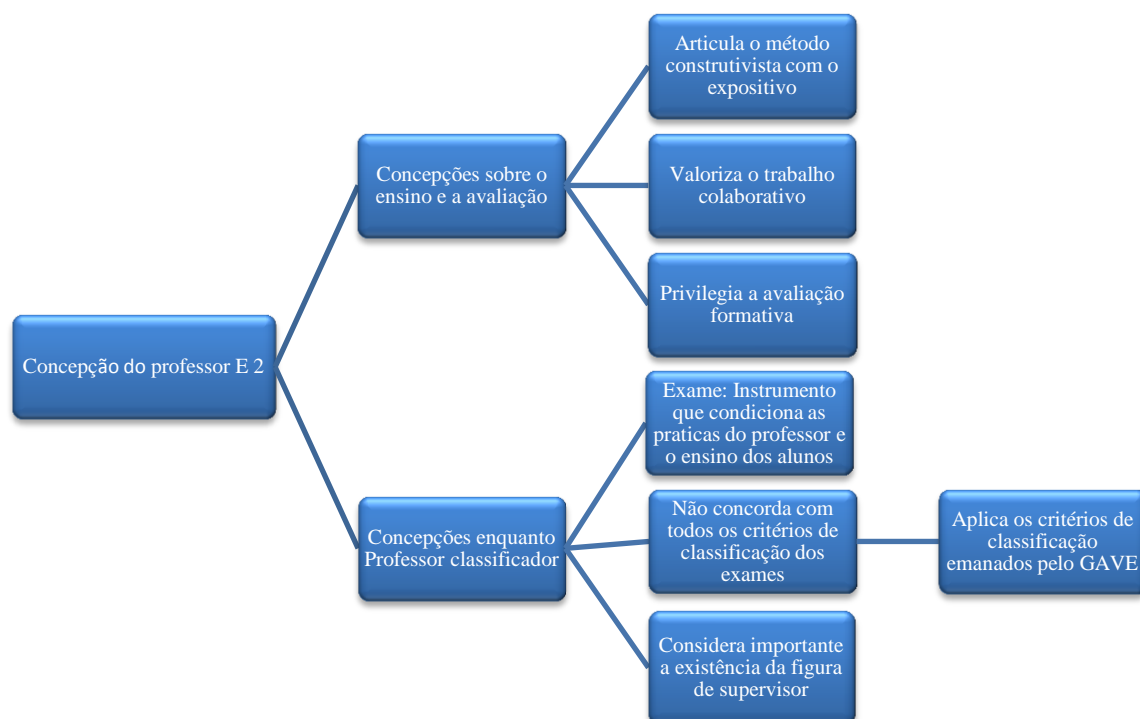 Articula o método
construtivista com o
expositivo
Concepções sobre o
ensino e a avaliação
Valoriza o trabalho
colaborativo
Privilegia a avaliação
formativa
Concepção do professor E 2
Exame: Instrumento
que condiciona as
praticas do professor e
o ensino dos alunos
Concepções enquanto
Professor classificador
Não concorda com
todos os critérios de
classificação dos
exames
Aplica os critérios de
classificação
emanados pelo GAVE
Considera importante
a existência da figura
de supervisor